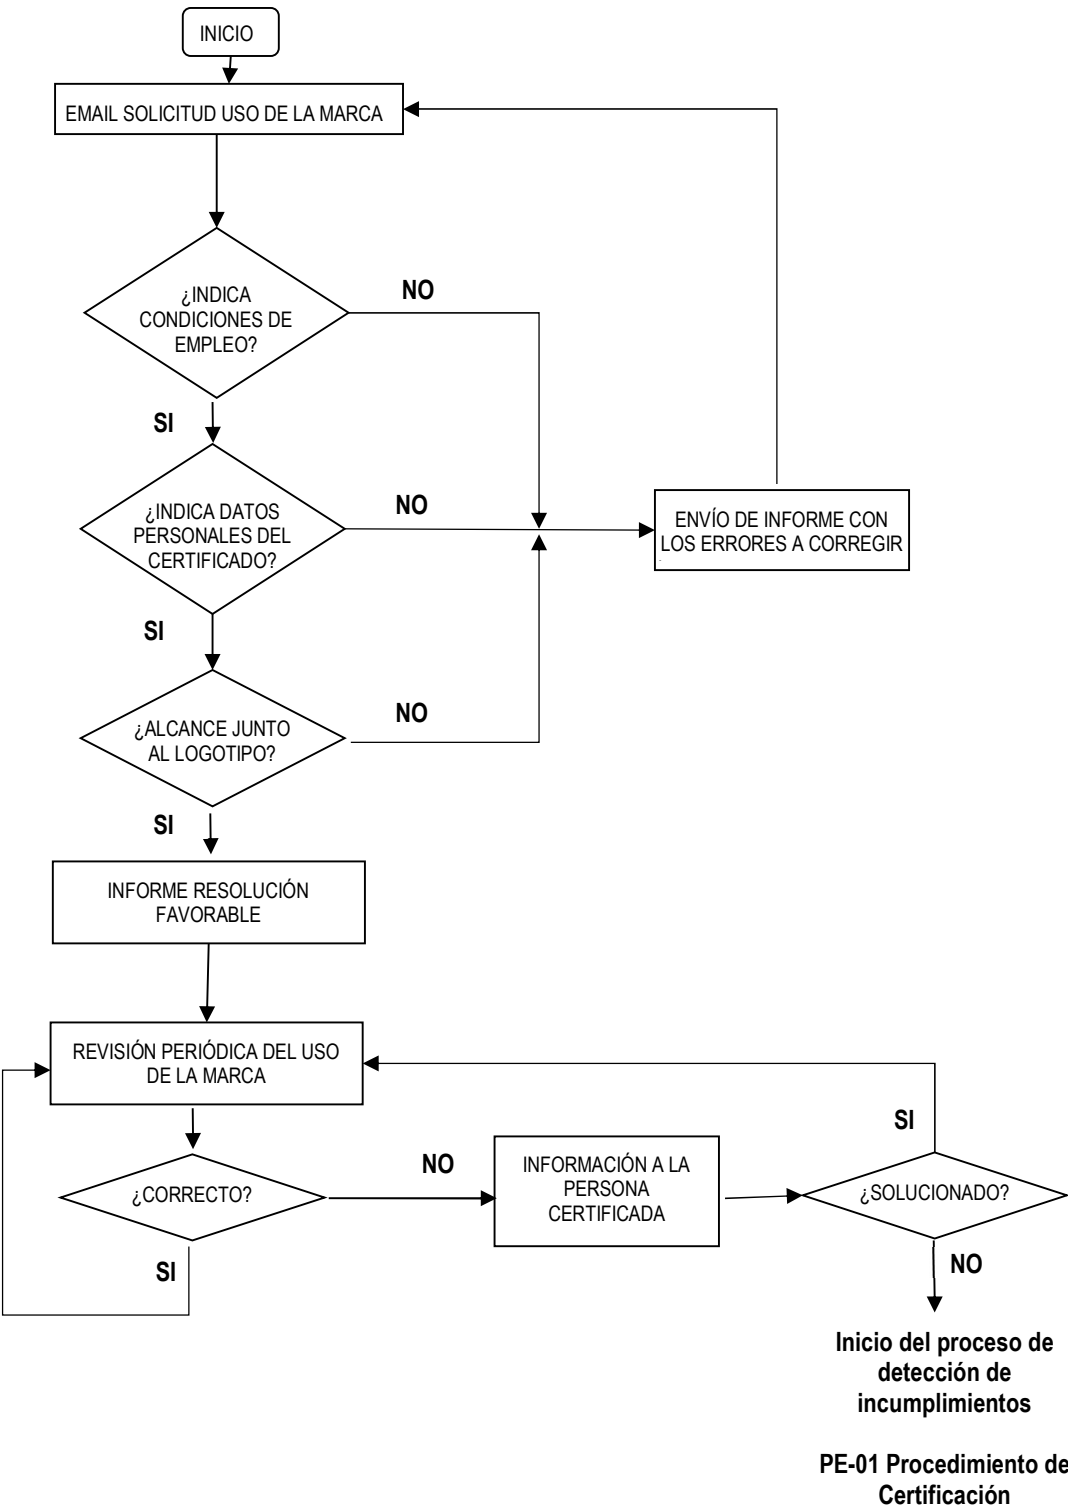 INICIO
EMAIL SOLICITUD USO DE LA MARCA
¿INDICA
CONDICIONES DE
EMPLEO?
NO
SI
¿INDICA DATOS
PERSONALES DEL
CERTIFICADO?
NO
ENVÍO DE INFORME CON
LOS ERRORES A CORREGIR
SI
¿ALCANCE JUNTO
AL LOGOTIPO?
NO
SI
INFORME RESOLUCIÓN
FAVORABLE
REVISIÓN PERIÓDICA DEL USO
DE LA MARCA
¿CORRECTO?
NO
INFORMACIÓN A LA
PERSONA
CERTIFICADA
SI
¿SOLUCIONADO?
SI
NO
Inicio del proceso de
detección de
incumplimientos
PE-01 Procedimiento de
Certificación